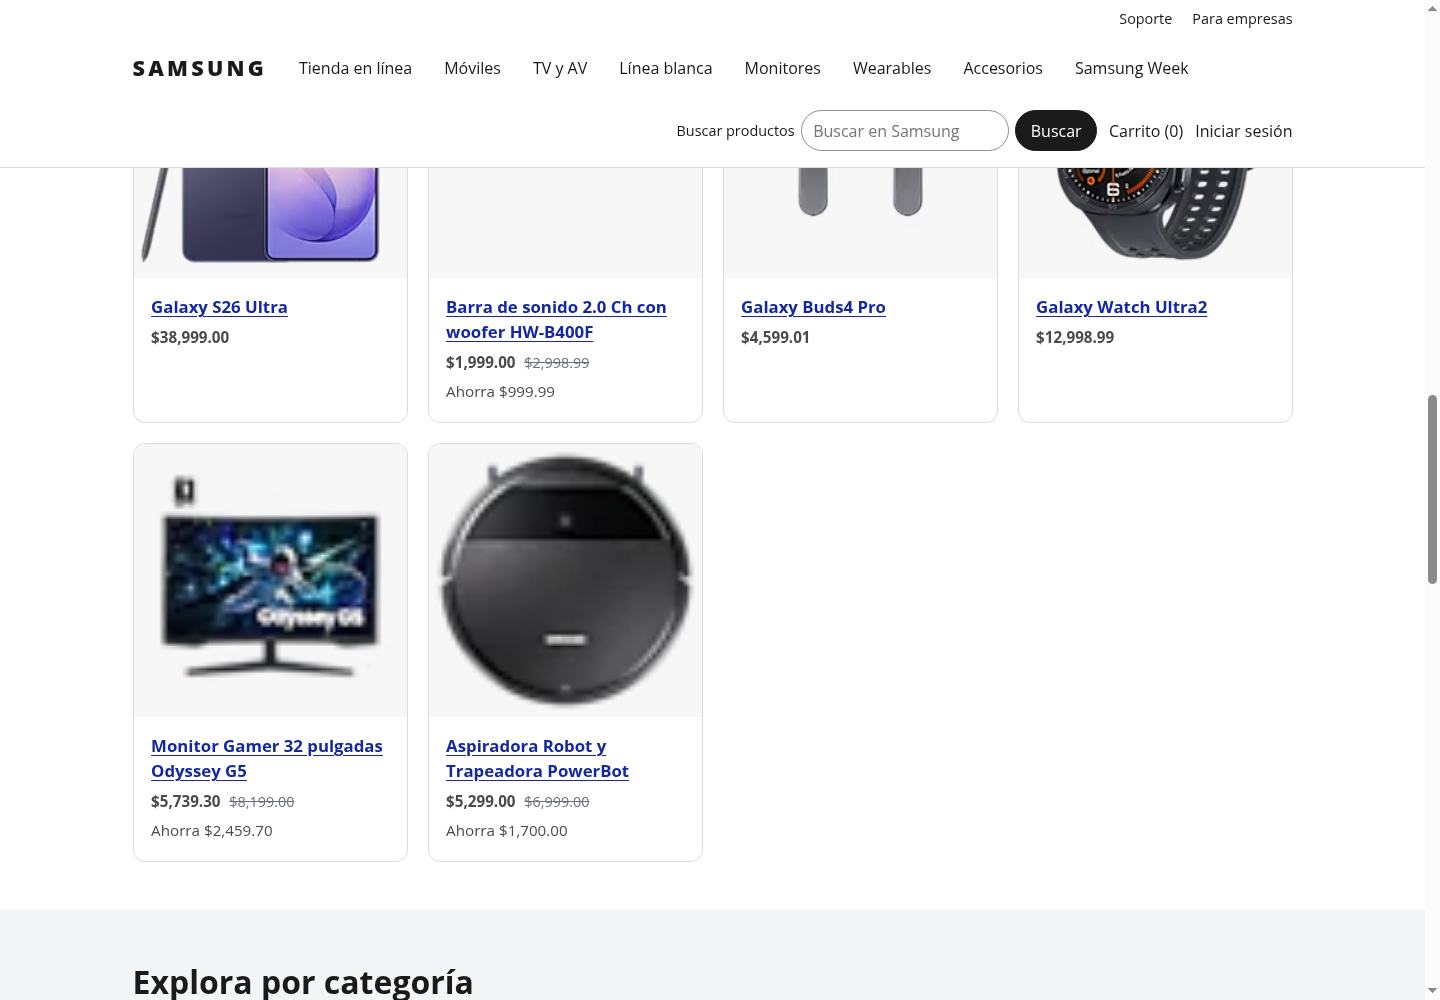 Soporte Para empresas
SAMSUNG Tienda en línea Móviles TV y AV Línea blanca Monitores Wearables Accesorios Samsung Week
Buscar productos Buscar en Samsung Buscar Carrito (0) Iniciar sesión
Galaxy S26 Ultra
$38,999.00
Barra de sonido 2.0 Ch con
woofer HW-B400F
$1,999.00 $2,998.99
Ahorra $999.99
Galaxy Buds4 Pro
$4,599.01
Galaxy Watch Ultra2
$12,998.99
Odyssey G5
Monitor Gamer 32 pulgadas
Odyssey G5
$5,739.30 $8,199.00
Ahorra $2,459.70
Aspiradora Robot y
Trapeadora PowerBot
$5,299.00 $6,999.00
Ahorra $1,700.00
Explora por categoría